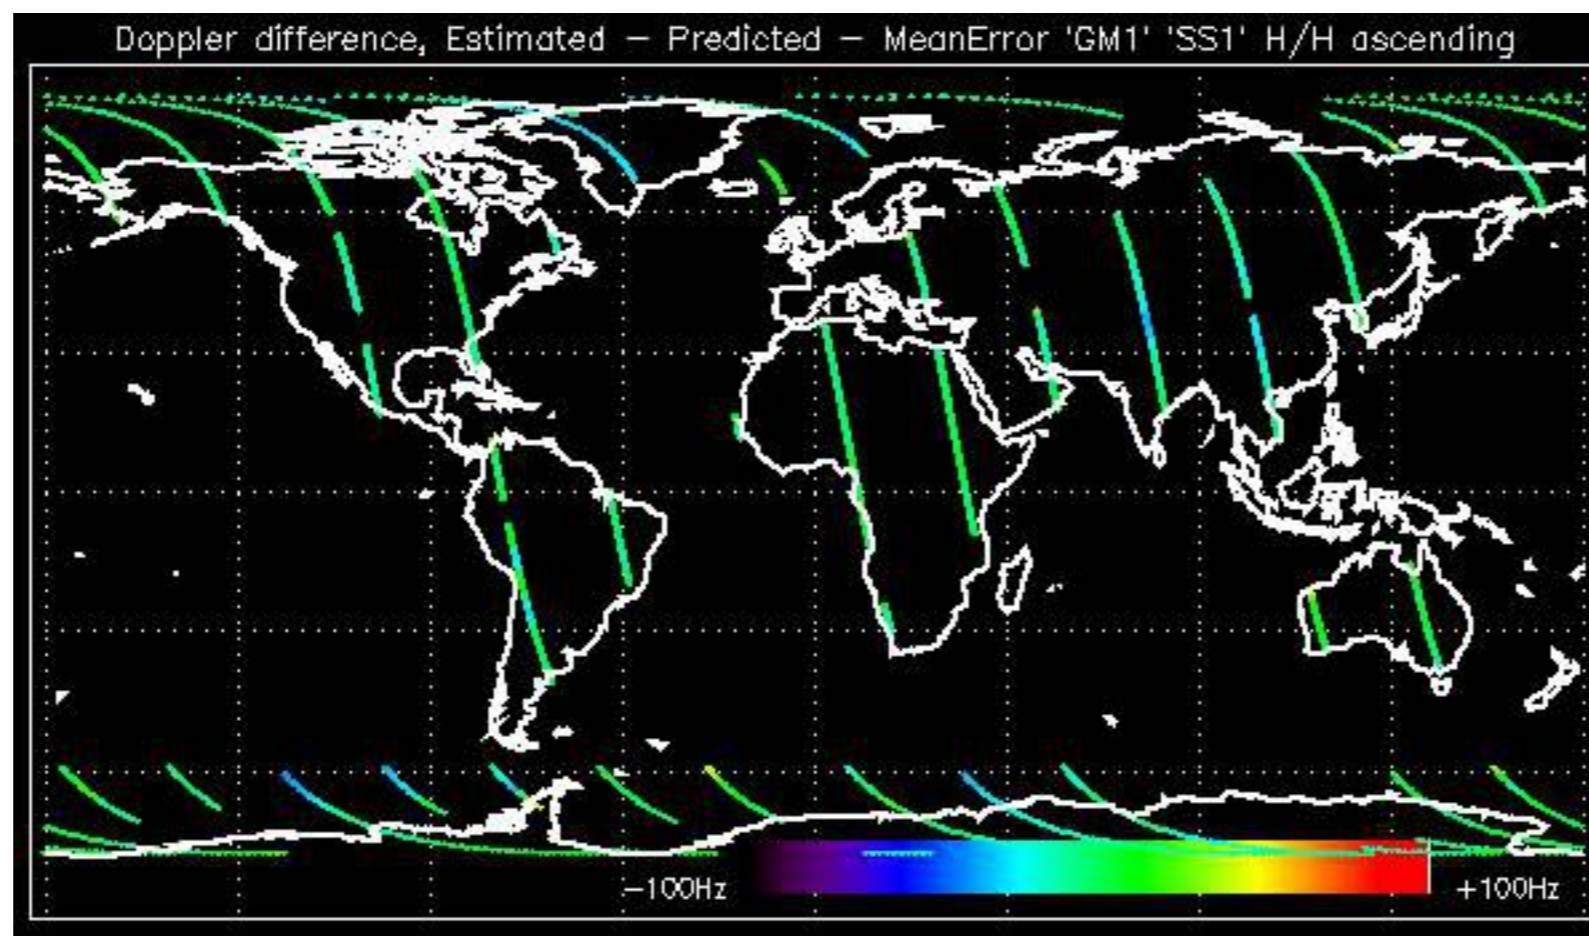 Doppler difference, Estimated – Predicted – MeanError 'GM1' 'SS1' H/H ascending
-100Hz
+100Hz